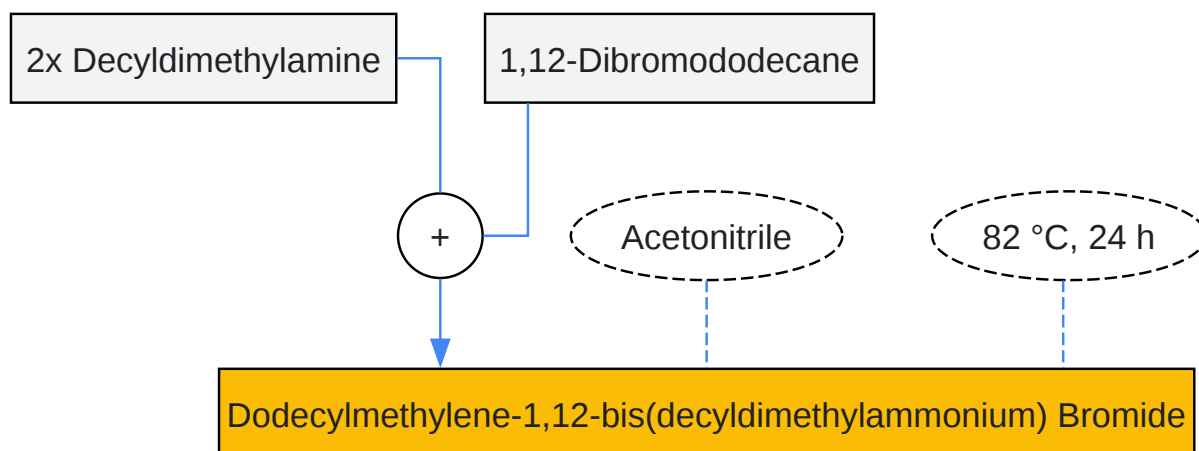 2x Decyldimethylamine
1,12-Dibromododecane
+
Acetonitrile
82 °C, 24 h
Dodecylmethylene-1,12-bis(decyldimethylammonium) Bromide